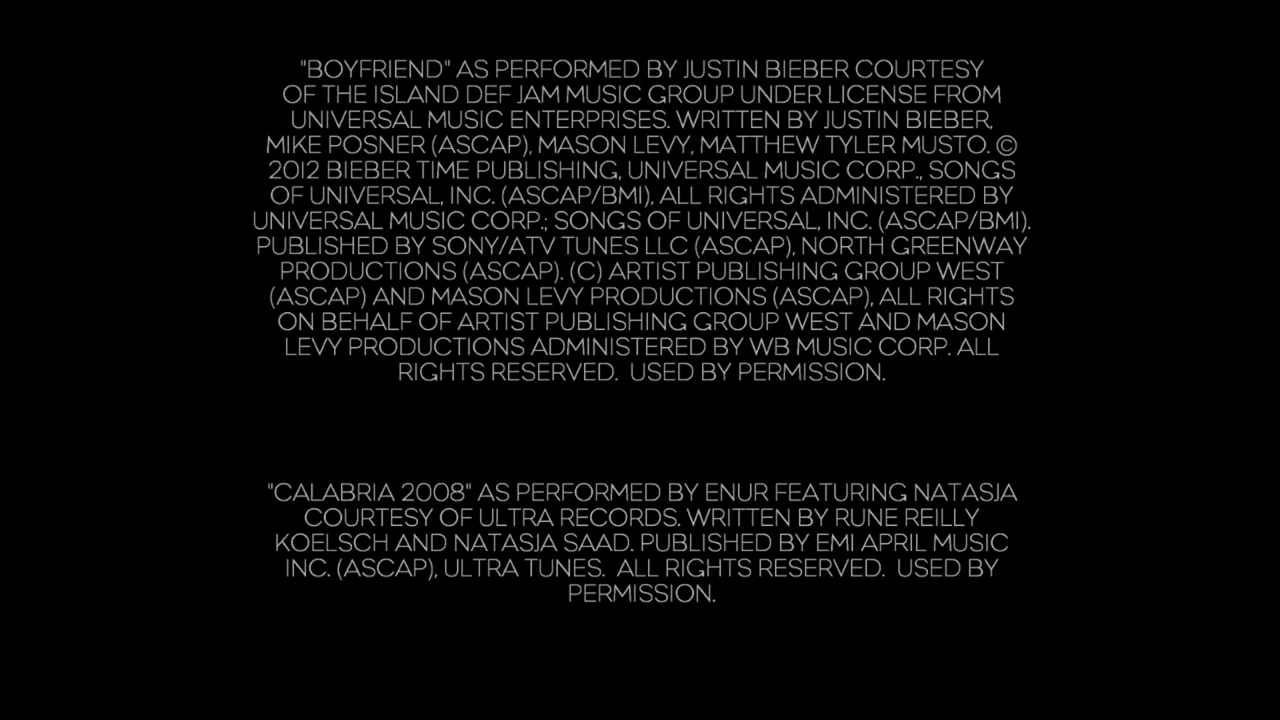 "BOYFRIEND" AS PERFORMED BY JUSTIN BIEBER COURTESY
OF THE ISLAND DEF JAM MUSIC GROUP UNDER LICENSE FROM
UNIVERSAL MUSIC ENTERPRISES. WRITTEN BY JUSTIN BIEBER,
MIKE POSNER (ASCAP), MASON LEVY, MATTHEW TYLER MUSTO. ©
2012 BIEBER TIME PUBLISHING, UNIVERSAL MUSIC CORP., SONGS
OF UNIVERSAL, INC. (ASCAP/BMI), ALL RIGHTS ADMINISTERED BY
UNIVERSAL MUSIC CORP.; SONGS OF UNIVERSAL, INC. (ASCAP/BMI).
PUBLISHED BY SONY/ATV TUNES LLC (ASCAP), NORTH GREENWAY
PRODUCTIONS (ASCAP). (C) ARTIST PUBLISHING GROUP WEST
(ASCAP) AND MASON LEVY PRODUCTIONS (ASCAP), ALL RIGHTS
ON BEHALF OF ARTIST PUBLISHING GROUP WEST AND MASON
LEVY PRODUCTIONS ADMINISTERED BY WB MUSIC CORP. ALL
RIGHTS RESERVED.  USED BY PERMISSION.
"CALABRIA 2008" AS PERFORMED BY ENUR FEATURING NATASJA
COURTESY OF ULTRA RECORDS. WRITTEN BY RUNE REILLY
KOELSCH AND NATASJA SAAD. PUBLISHED BY EMI APRIL MUSIC
INC. (ASCAP), ULTRA TUNES.  ALL RIGHTS RESERVED.  USED BY
PERMISSION.